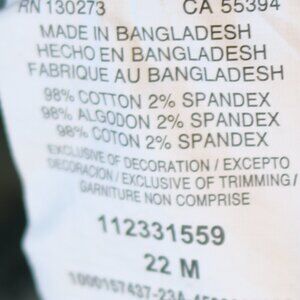 RN 130273 CA 55394
MADE IN BANGLADESH
HECHO EN BANGLADESH
FABRIQUE AU BANGLADESH
98% COTTON 2% SPANDEX
98% ALGODON 2% SPANDEX
98% COTON 2% SPANDEX
EXCLUSIVE OF DECORATION / EXCEPTO
DECORACION / EXCLUSIVE OF TRIMMING /
GARNITURE NON COMPRISE
112331559
22 M